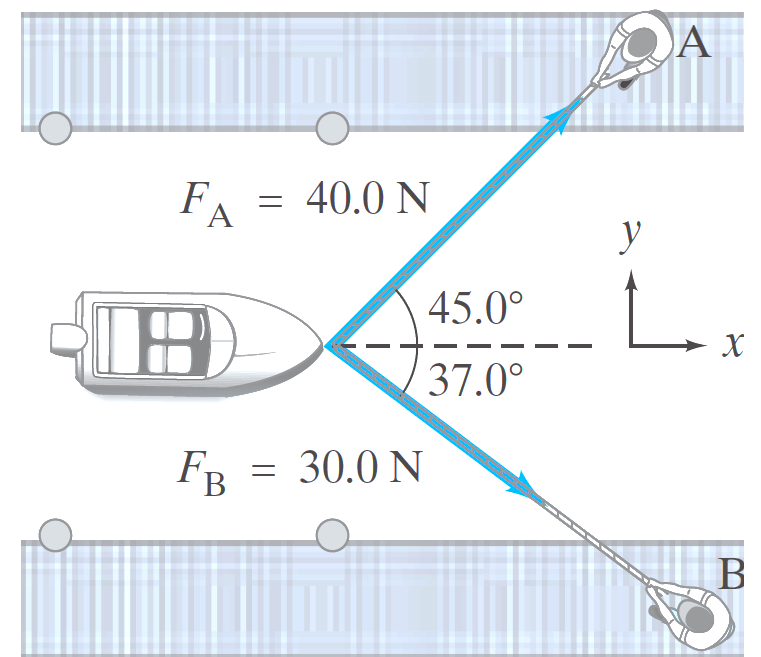 A
F_A = 40.0 N
y
45.0°
x
37.0°
F_B = 30.0 N
B